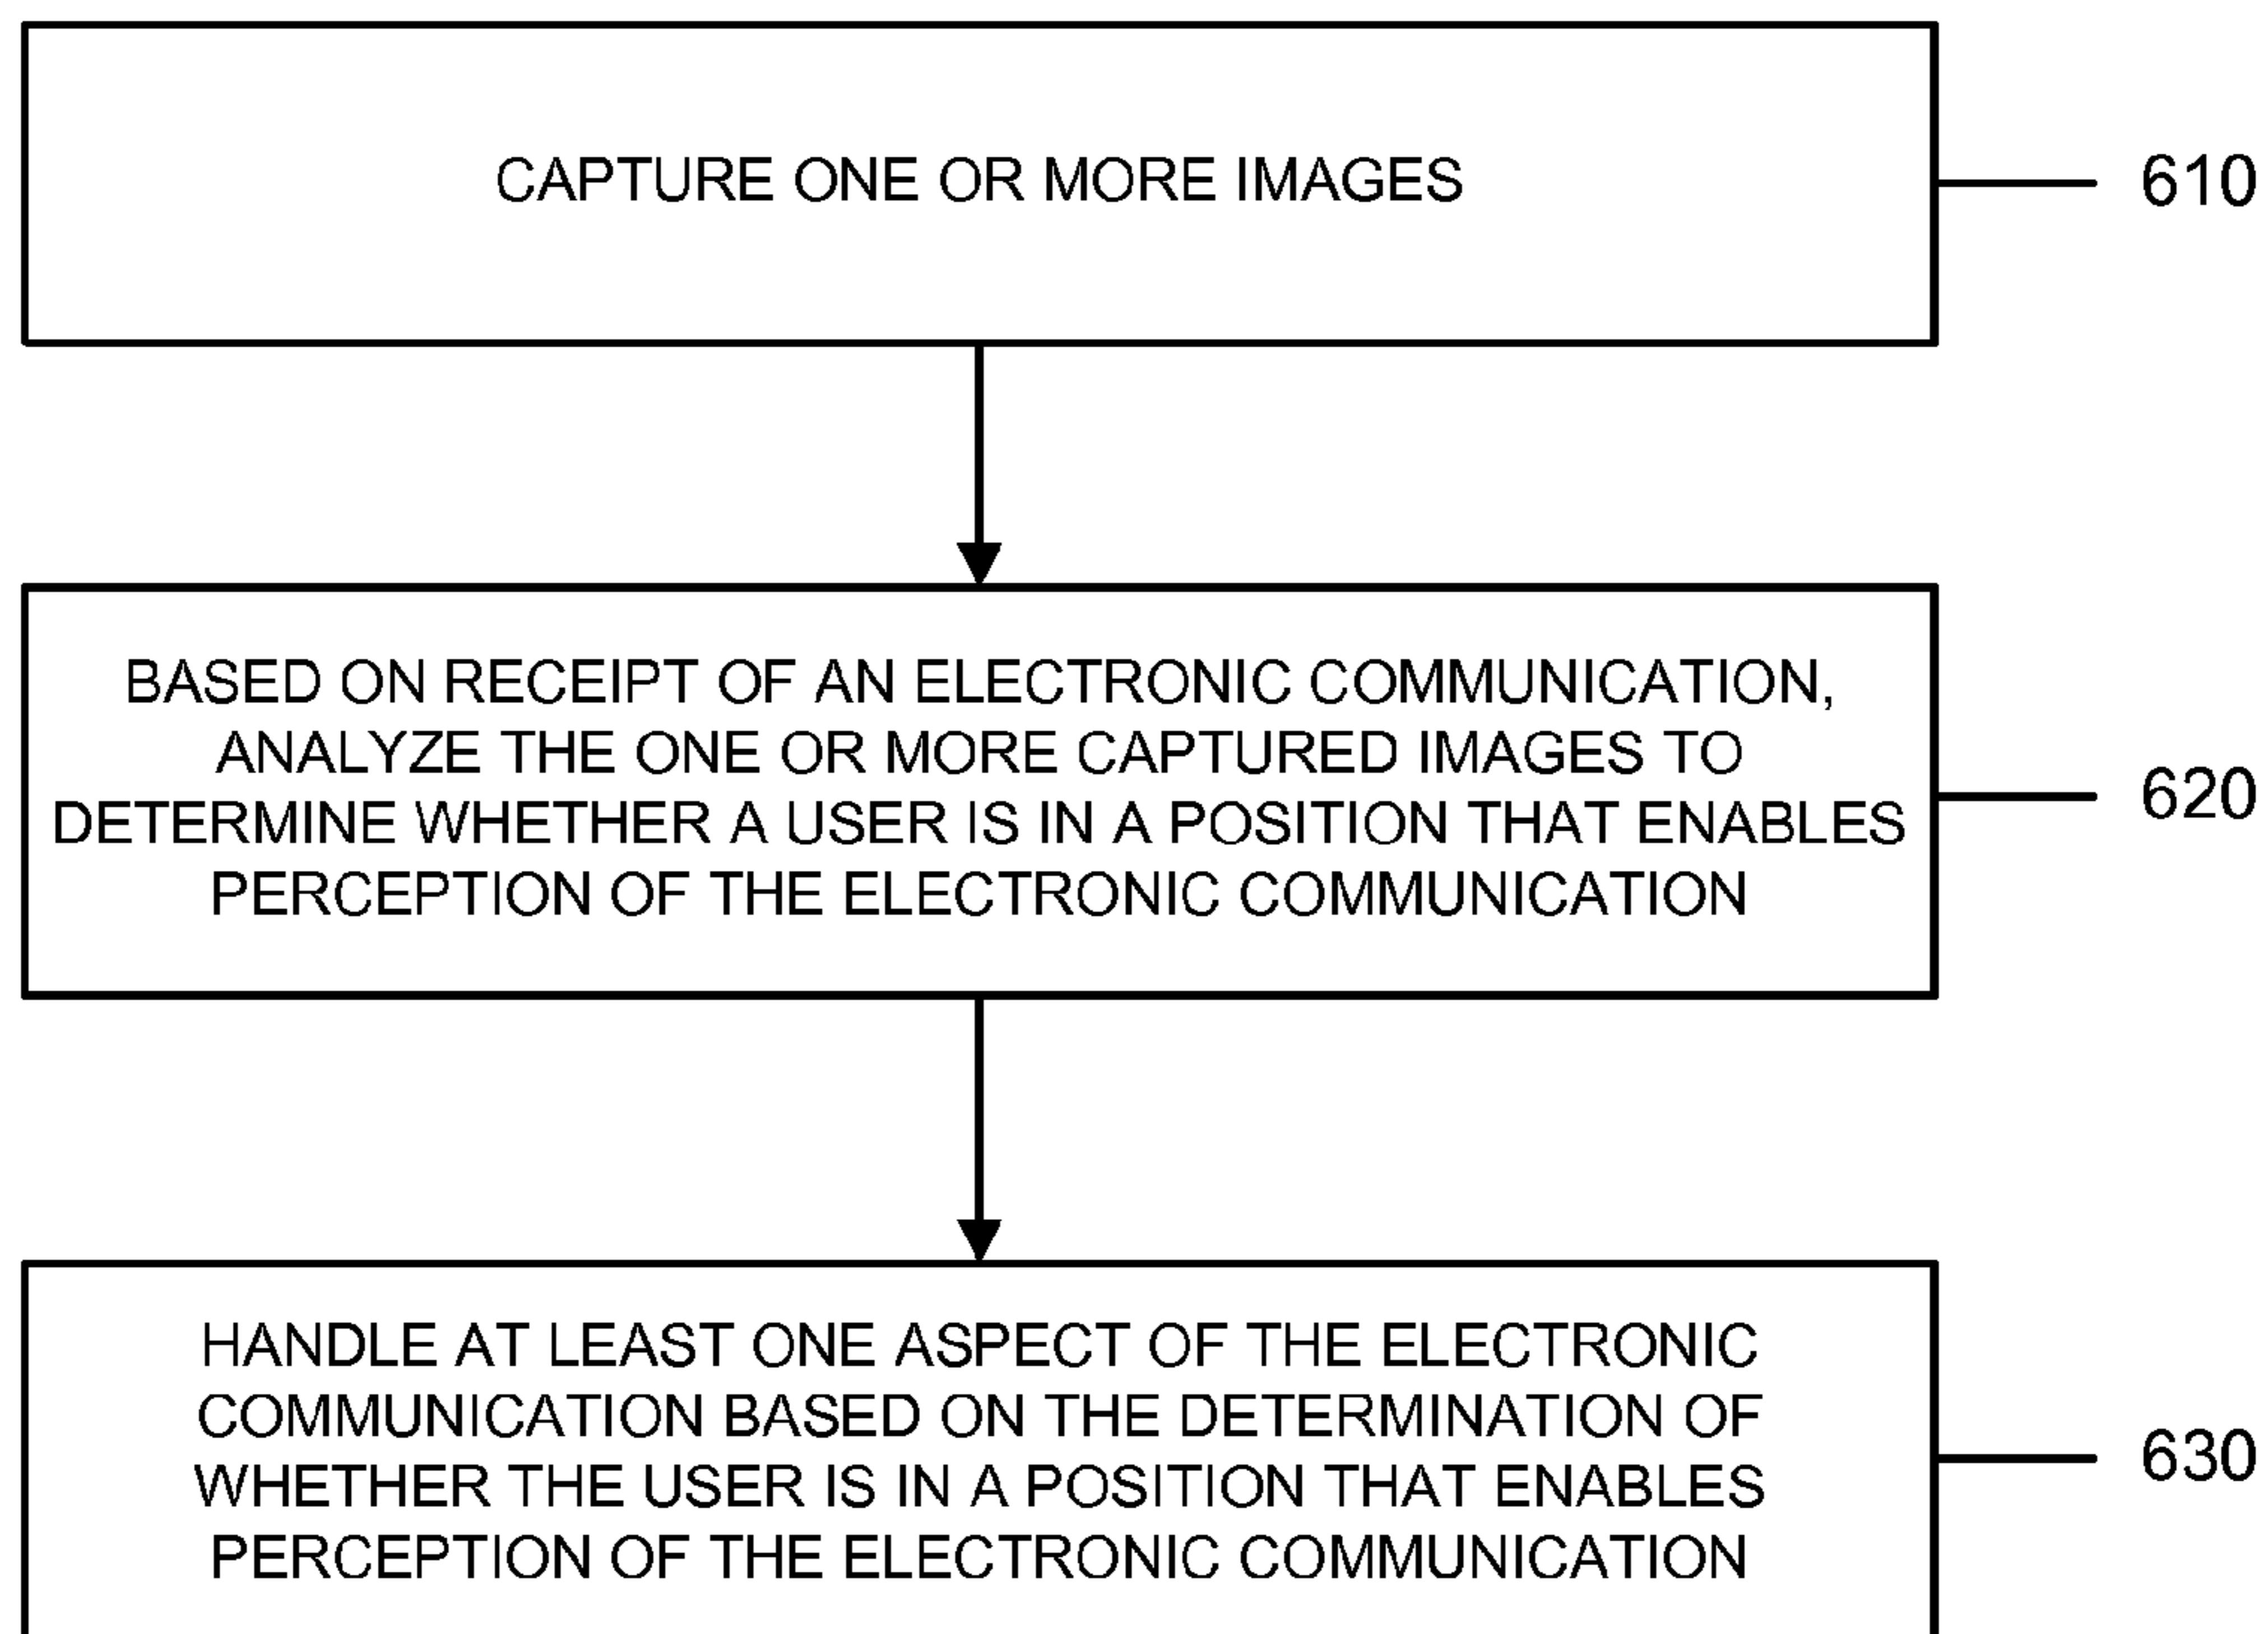 CAPTURE ONE OR MORE IMAGES
610
BASED ON RECEIPT OF AN ELECTRONIC COMMUNICATION,
ANALYZE THE ONE OR MORE CAPTURED IMAGES TO
DETERMINE WHETHER A USER IS IN A POSITION THAT ENABLES
PERCEPTION OF THE ELECTRONIC COMMUNICATION
620
HANDLE AT LEAST ONE ASPECT OF THE ELECTRONIC
COMMUNICATION BASED ON THE DETERMINATION OF
WHETHER THE USER IS IN A POSITION THAT ENABLES
PERCEPTION OF THE ELECTRONIC COMMUNICATION
630